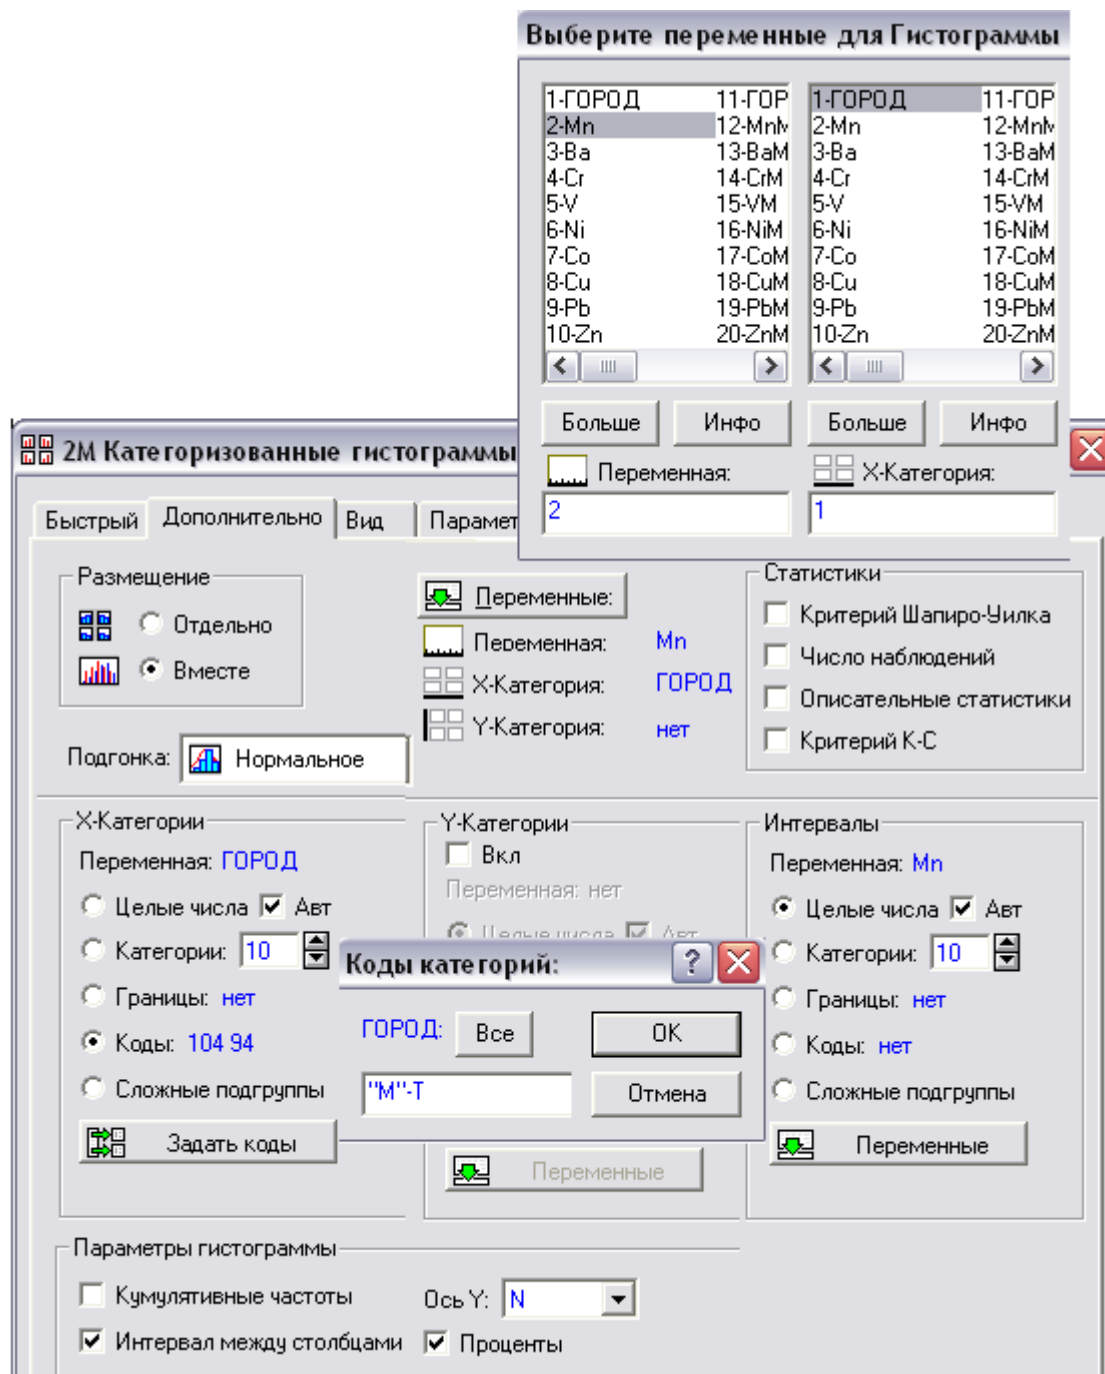 Выберите переменные для Гистограммы
1-ГОРОД 11-ГОР 1-ГОРОД 11-ГОР
2-Mn 12-MnM 2-Mn 12-MnM
3-Ba 13-BaM 3-Ba 13-BaM
4-Cr 14-CrM 4-Cr 14-CrM
5-V 15-VM 5-V 15-VM
6-Ni 16-NiM 6-Ni 16-NiM
7-Co 17-CoM 7-Co 17-CoM
8-Cu 18-CuM 8-Cu 18-CuM
9-Pb 19-PbM 9-Pb 19-PbM
10-Zn 20-ZnM 10-Zn 20-ZnM
Больше Инфо Больше Инфо
Переменная: X-Категория:
2 1
2М Категоризованные гистограммы
Быстрый Дополнительно Вид Парамет
Размещение
Отдельно
Вместе
Подгонка: Нормальное
Переменные:
Переменная: Mn
X-Категория: ГОРОД
Y-Категория: нет
Статистики
Критерий Шапиро-Уилка
Число наблюдений
Описательные статистики
Критерий К-С
X-Категории
Переменная: ГОРОД
Целые числа Авт
Категории: 10
Границы: нет
Коды: 104 94
Сложные подгруппы
Задать коды
Y-Категории
Вкл
Переменная: нет
Целые числа Авт
Коды категорий: ?
ГОРОД: Все OK
"М"-Т Отмена
Переменные
Интервалы
Переменная: Mn
Целые числа Авт
Категории: 10
Границы: нет
Коды: нет
Сложные подгруппы
Переменные
Параметры гистограммы
Кумулятивные частоты Ось Y: N
Интервал между столбцами Проценты